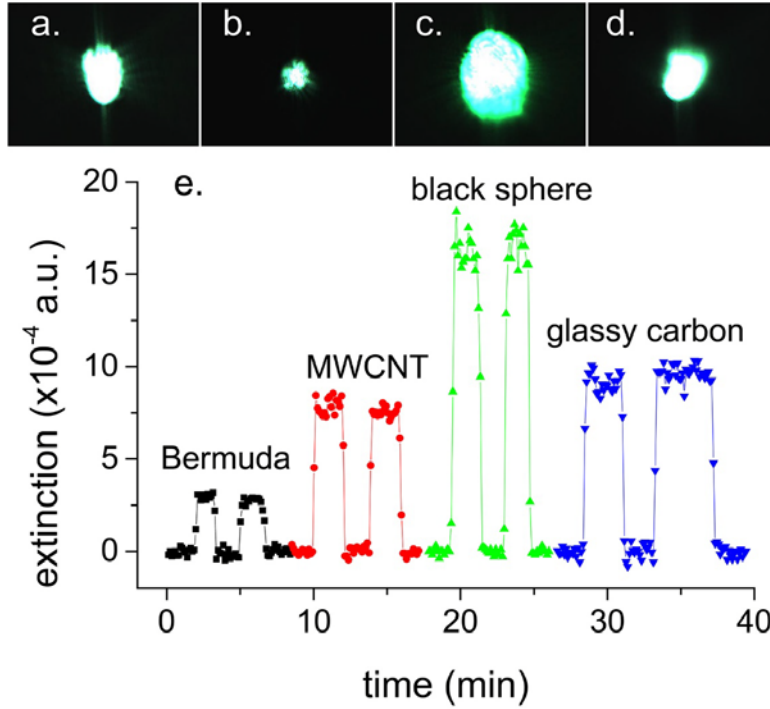 a. b. c. d.
e.
20
15
10
5
0
extinction (x10⁻⁴ a.u.)
black sphere
glassy carbon
MWCNT
Bermuda
0 10 20 30 40
time (min)